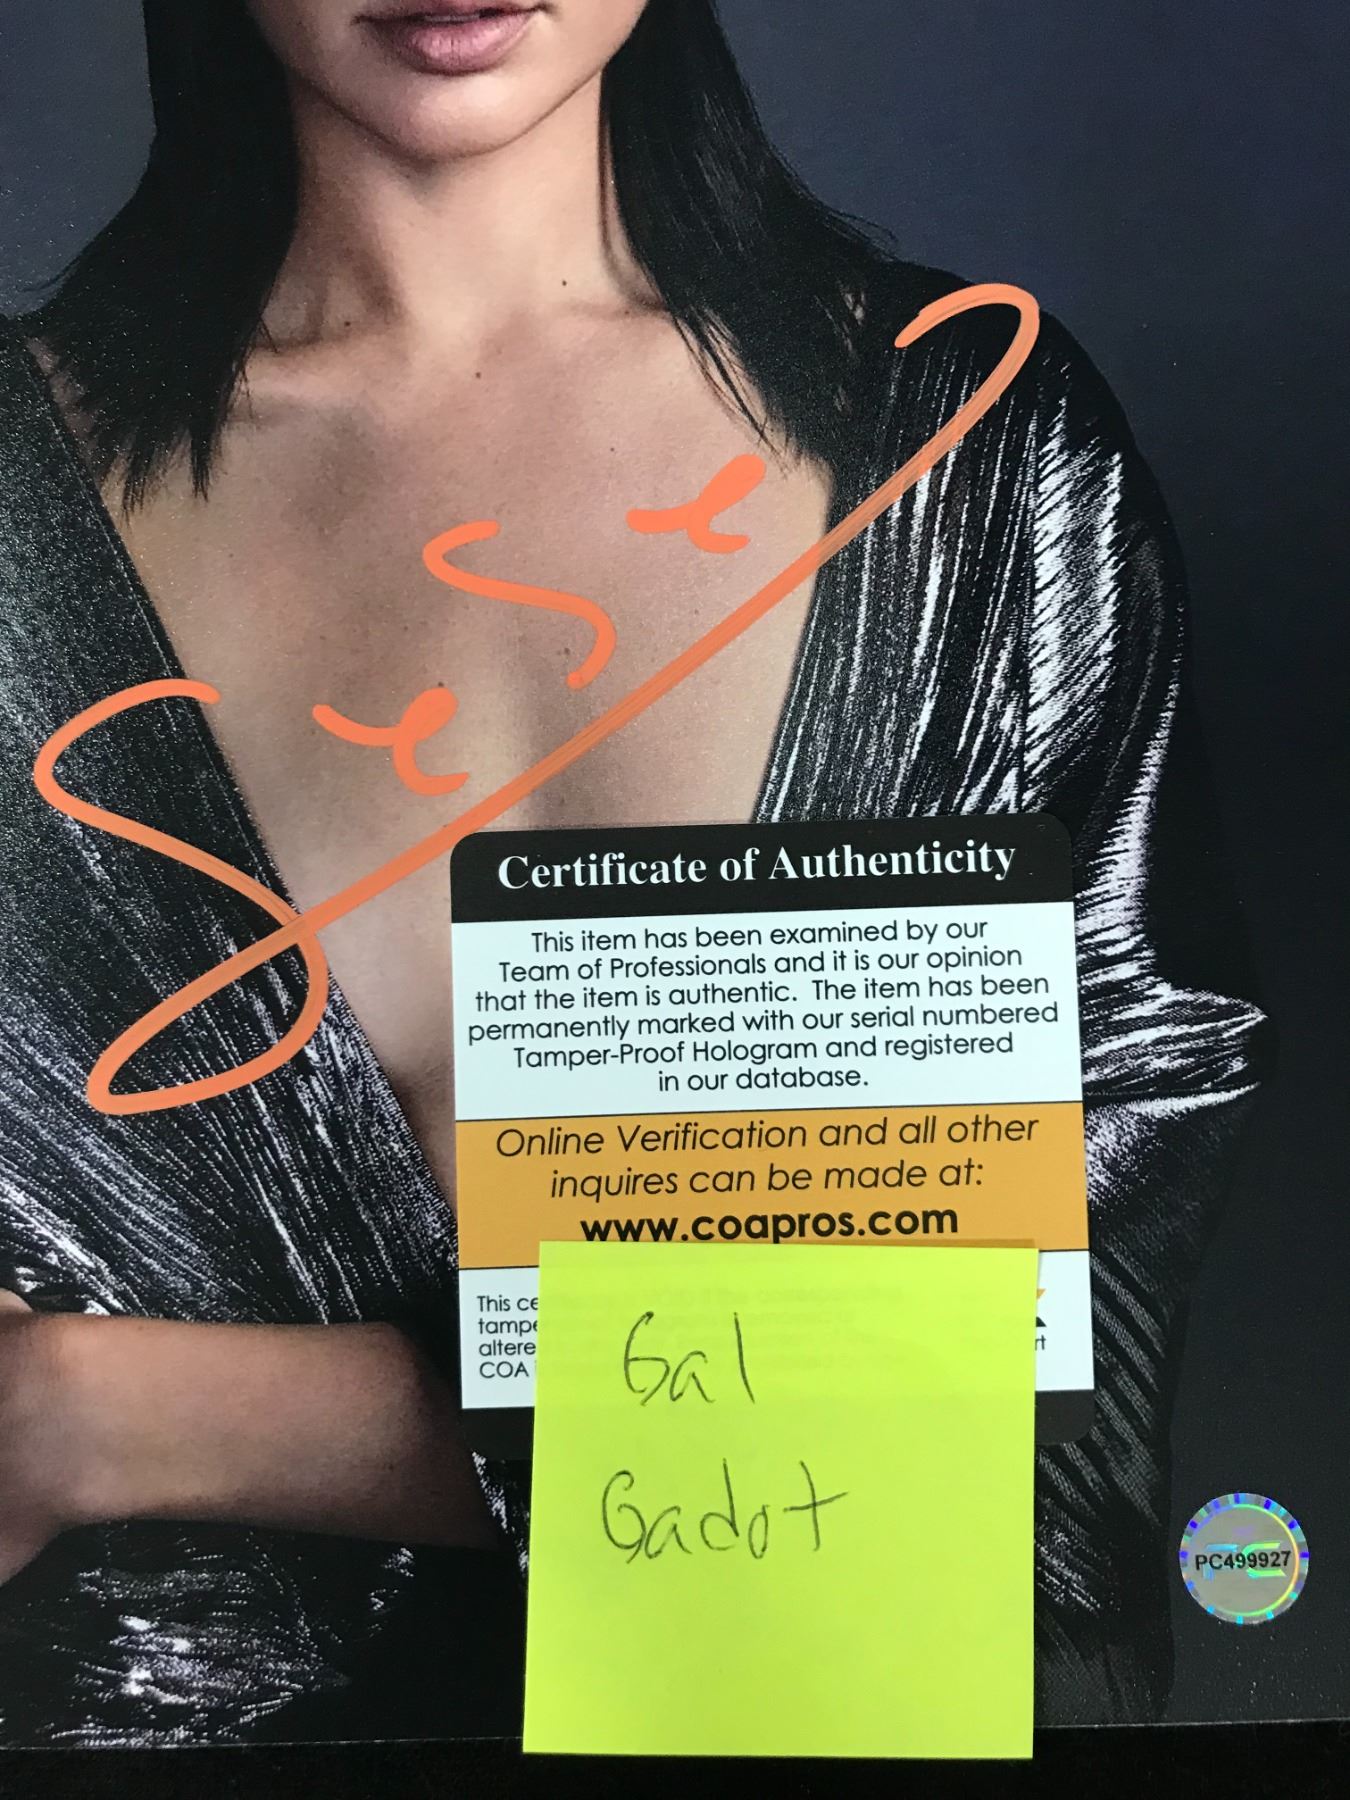 Certificate of Authenticity
This item has been examined by our
Team of Professionals and it is our opinion
that the item is authentic. The item has been
permanently marked with our serial numbered
Tamper-Proof Hologram and registered
in our database.
Online Verification and all other
inquires can be made at:
www.coapros.com
This
altere
COA
Gal
Gadot
PC499927